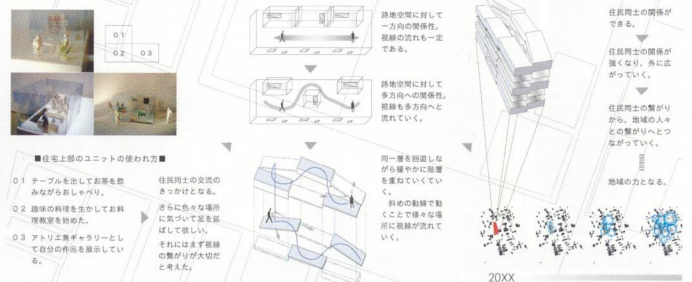 01
02 03
■住宅上部のユニットの使われ方■
01 テーブルを出してお茶を飲
みながらおしゃべり。
02 趣味の料理を生かしてお料
理教室を始めた。
03 アトリエ兼ギャラリーとし
て自分の作品を展示してい
る。
住民同士の交流の
きっかけとなる。
さらに色々な場所
に気づいて足を延
ばして欲しい。
それにはまず視線
の繋がりが大切だ
と考えた。
路地空間に対して
一方向の関係性。
視線の流れも一定
である。
路地空間に対して
多方向への関係性。
視線も多方向へと
流れていく。
同一層を回遊しな
がら緩やかに階層
を重ねていくてい
く。
斜めの動線で動
くことで様々な場
所に視線が流れて
いく。
住民同士の関係が
できる。
住民同士の関係が
強くなり、外に広
がっていく。
住民同士の繋がり
から、地域の人々
との繋がりへとつ
ながっていく。
地域の力となる。
20XX